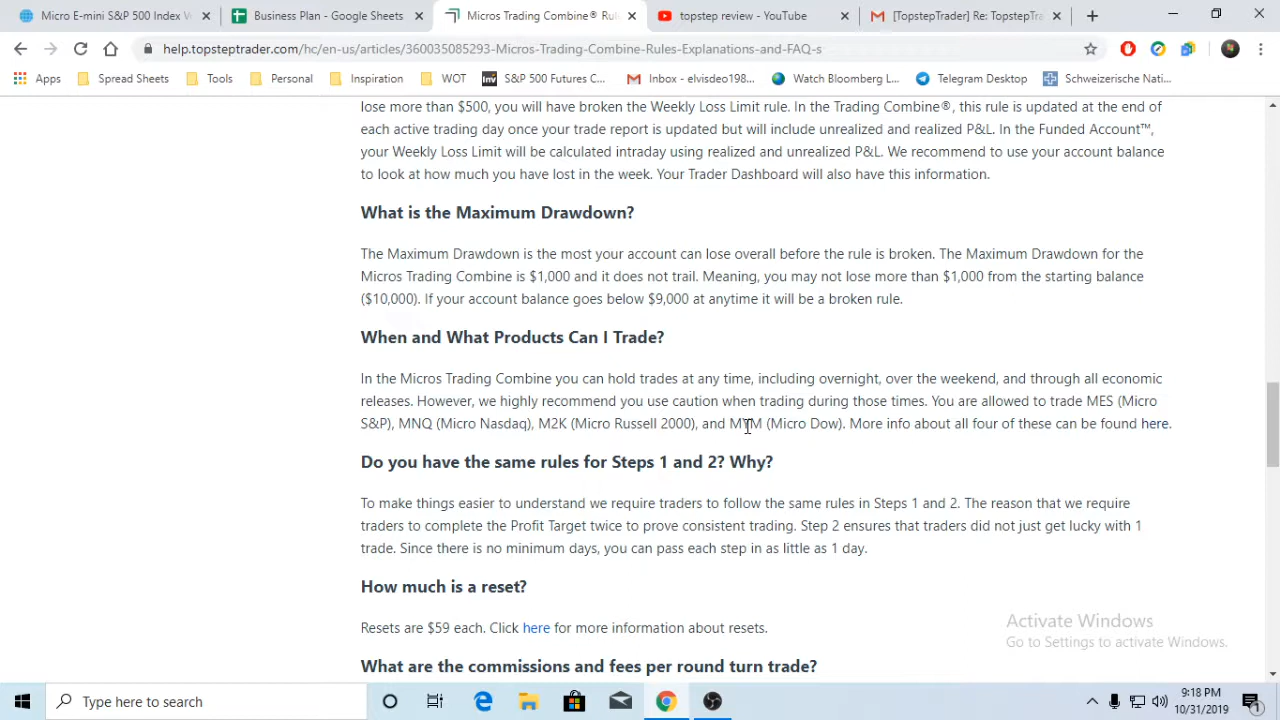 Micro E-mini S&P 500 Index
Business Plan - Google Sheets
Micros Trading Combine® Rul
topstep review - YouTube
[TopstepTrader] Re: TopstepTra
help.topsteptrader.com/hc/en-us/articles/360035085293-Micros-Trading-Combine-Rules-Explanations-and-FAQ-s
Apps
Spread Sheets
Tools
Personal
Inspiration
WOT
S&P 500 Futures C...
Inbox - elvisdec198...
Watch Bloomberg L...
Telegram Desktop
Schweizerische Nati...
lose more than $500, you will have broken the Weekly Loss Limit rule. In the Trading Combine®, this rule is updated at the end of
each active trading day once your trade report is updated but will include unrealized and realized P&L. In the Funded Account™,
your Weekly Loss Limit will be calculated intraday using realized and unrealized P&L. We recommend to use your account balance
to look at how much you have lost in the week. Your Trader Dashboard will also have this information.
What is the Maximum Drawdown?
The Maximum Drawdown is the most your account can lose overall before the rule is broken. The Maximum Drawdown for the
Micros Trading Combine is $1,000 and it does not trail. Meaning, you may not lose more than $1,000 from the starting balance
($10,000). If your account balance goes below $9,000 at anytime it will be a broken rule.
When and What Products Can I Trade?
In the Micros Trading Combine you can hold trades at any time, including overnight, over the weekend, and through all economic
releases. However, we highly recommend you use caution when trading during those times. You are allowed to trade MES (Micro
S&P), MNQ (Micro Nasdaq), M2K (Micro Russell 2000), and MYM (Micro Dow). More info about all four of these can be found here.
Do you have the same rules for Steps 1 and 2? Why?
To make things easier to understand we require traders to follow the same rules in Steps 1 and 2. The reason that we require
traders to complete the Profit Target twice to prove consistent trading. Step 2 ensures that traders did not just get lucky with 1
trade. Since there is no minimum days, you can pass each step in as little as 1 day.
How much is a reset?
Resets are $59 each. Click here for more information about resets.
Activate Windows
Go to Settings to activate Windows.
What are the commissions and fees per round turn trade?
Type here to search
9:18 PM
10/31/2019